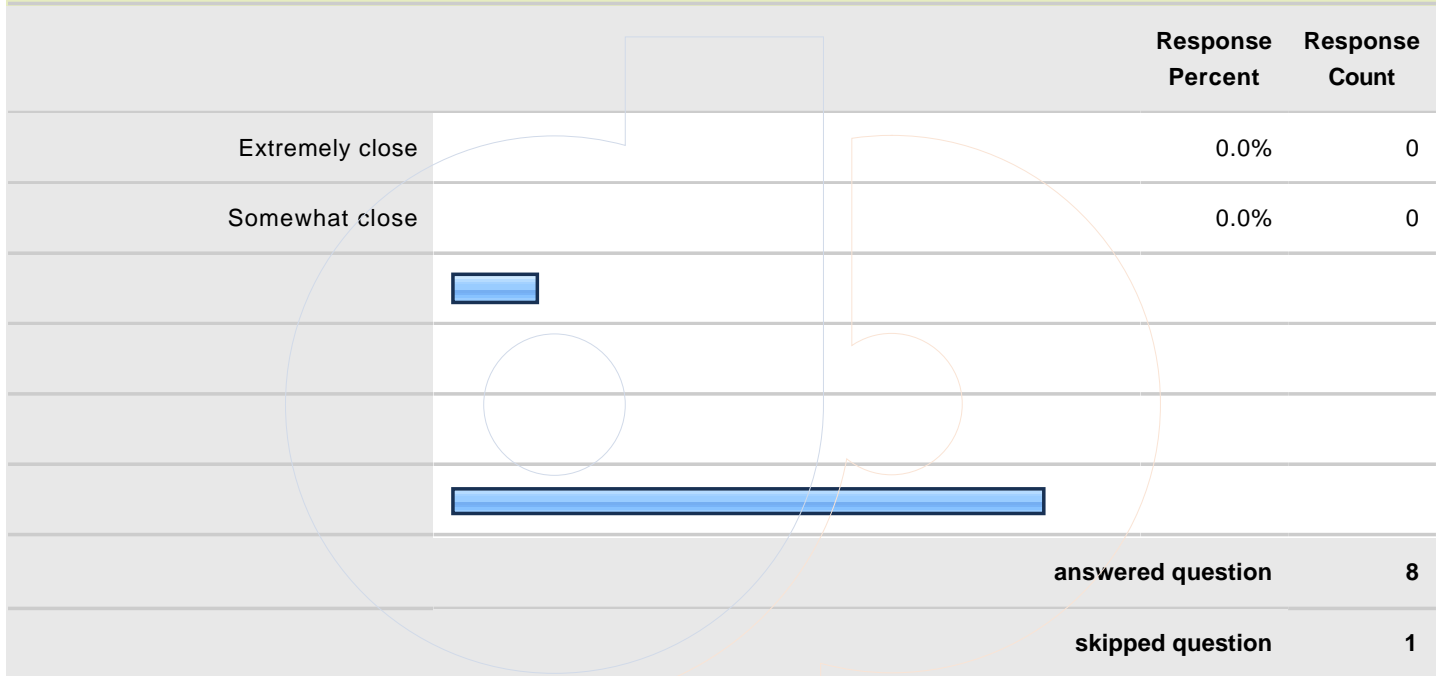 Response Response
Percent Count
Extremely close 0.0% 0
Somewhat close 0.0% 0
answered question 8
skipped question 1